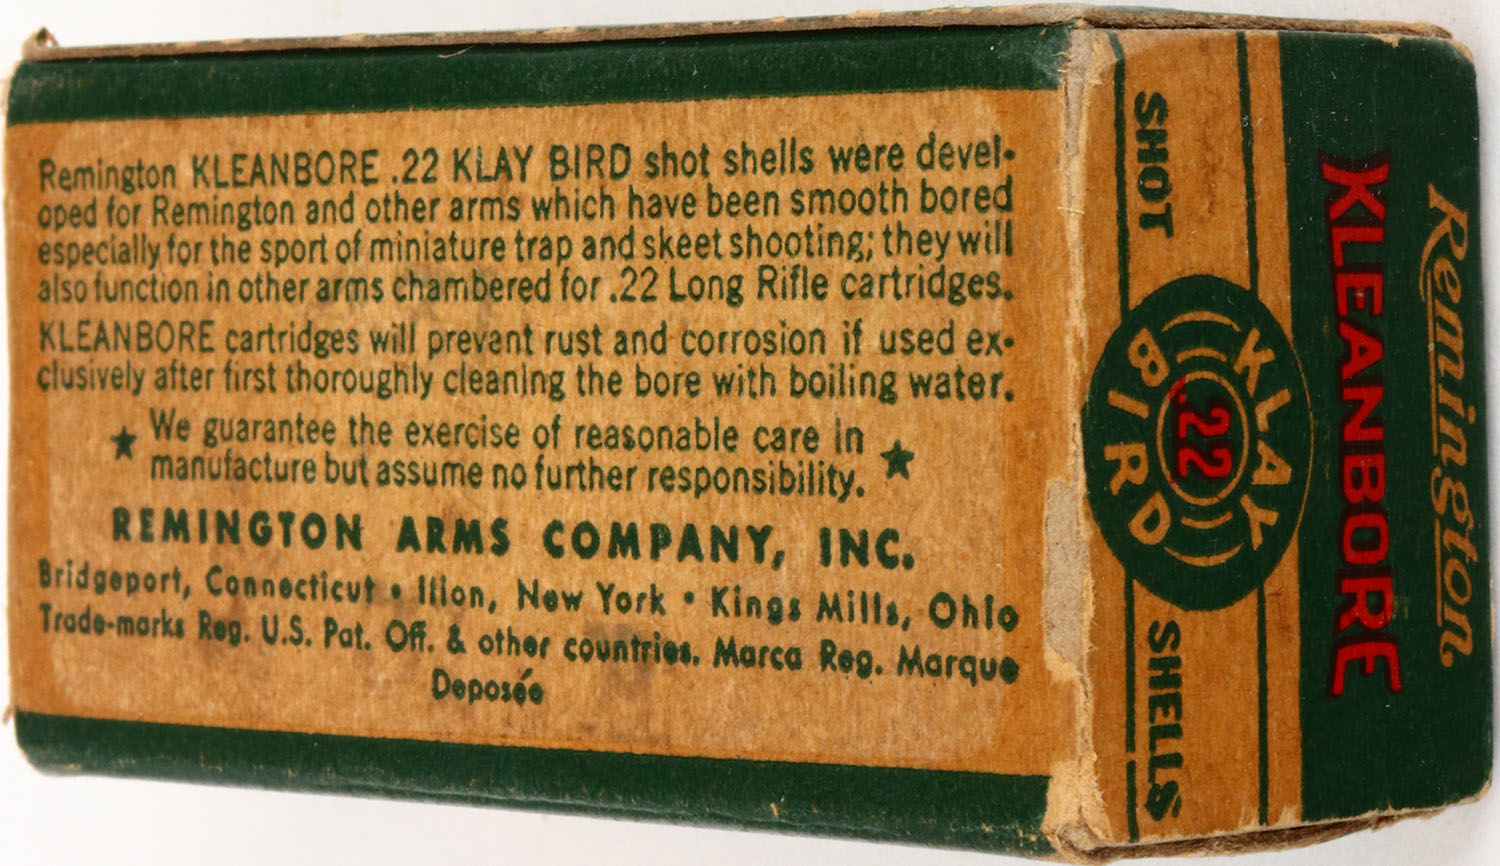 Remington KLEANBORE .22 KLAY BIRD shot shells were devel-
oped for Remington and other arms which have been smooth bored
especially for the sport of miniature trap and skeet shooting; they will
also function in other arms chambered for .22 Long Rifle cartridges.
KLEANBORE cartridges will prevent rust and corrosion if used ex-
clusively after first thoroughly cleaning the bore with boiling water.
★ We guarantee the exercise of reasonable care in ★
manufacture but assume no further responsibility.
REMINGTON ARMS COMPANY, INC.
Bridgeport, Connecticut • Ilion, New York • Kings Mills, Ohio
Trade-marks Reg. U.S. Pat. Off. & other countries. Marca Reg. Marque
Deposée
Remington
KLEANBORE
SHOT SHELLS
KLAY
.22
BIRD